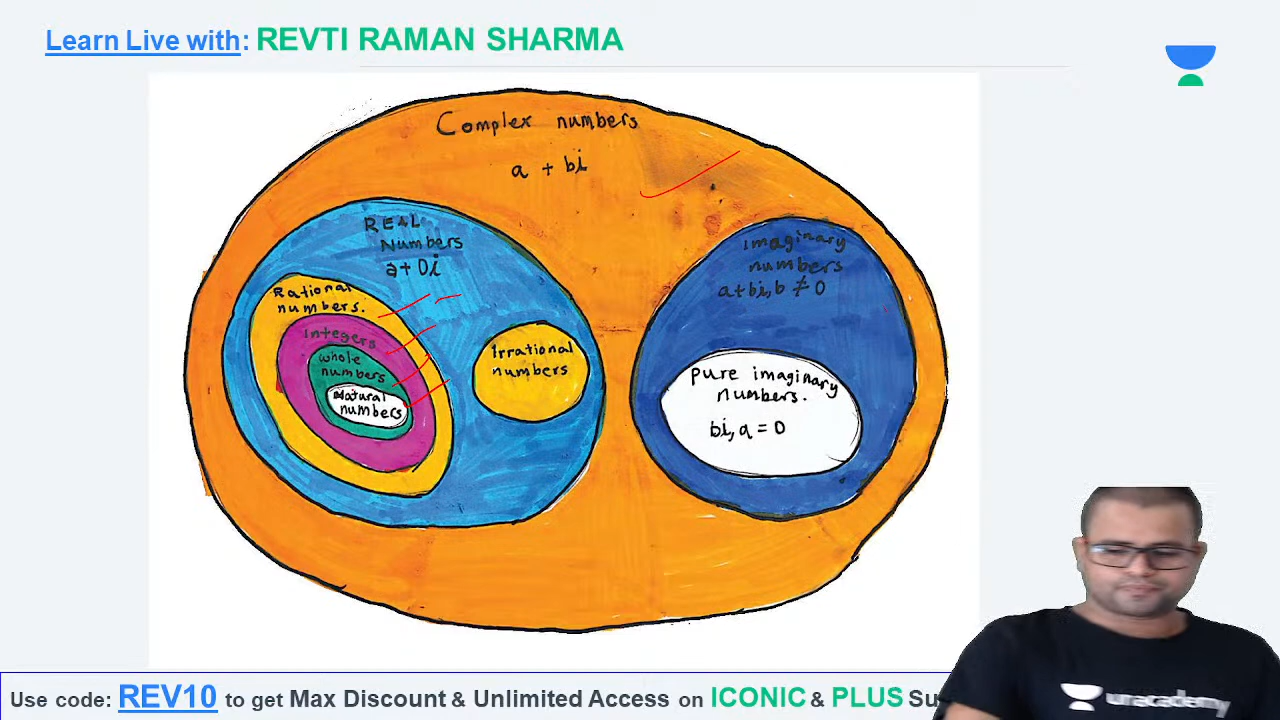 Learn Live with: REVTI RAMAN SHARMA
Complex numbers
a + bi
REAL
Numbers
a + 0i
Rational
numbers.
Integers
whole
numbers
Natural
numbers
Irrational
numbers
imaginary
numbers
a+bi, b ≠ 0
pure imaginary
numbers.
bi, a = 0
unacademy
Use code: REV10 to get Max Discount & Unlimited Access on ICONIC & PLUS Su